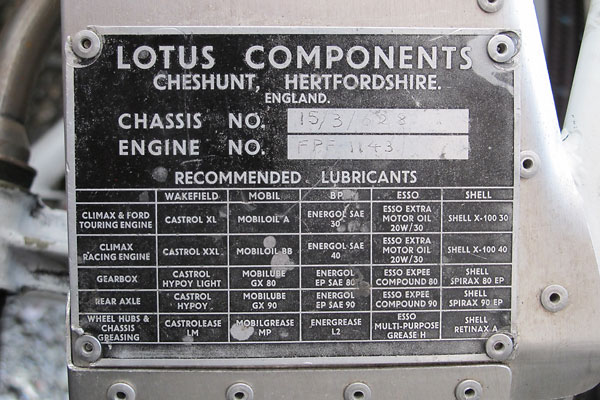 LOTUS COMPONENTS
CHESHUNT, HERTFORDSHIRE.
ENGLAND.
CHASSIS NO. 15/3/628
ENGINE NO. FPF 1143
RECOMMENDED LUBRICANTS
WAKEFIELD MOBIL BP ESSO SHELL
CLIMAX & FORD TOURING ENGINE CASTROL XL MOBILOIL A ENERGOL SAE 30 ESSO EXTRA MOTOR OIL 20W/30 SHELL X-100 30
CLIMAX RACING ENGINE CASTROL XXL MOBILOIL BB ENERGOL SAE 40 ESSO EXTRA MOTOR OIL 20W/30 SHELL X-100 40
GEARBOX CASTROL HYPOY LIGHT MOBILUBE GX 80 ENERGOL EP SAE 80 ESSO EXPEE COMPOUND 80 SHELL SPIRAX 80 EP
REAR AXLE CASTROL HYPOY MOBILUBE GX 90 ENERGOL EP SAE 90 ESSO EXPEE COMPOUND 90 SHELL SPIRAX 90 EP
WHEEL HUBS & CHASSIS GREASING CASTROLEASE LM MOBILGREASE MP ENERGREASE L2 ESSO MULTI-PURPOSE GREASE H SHELL RETINAX A